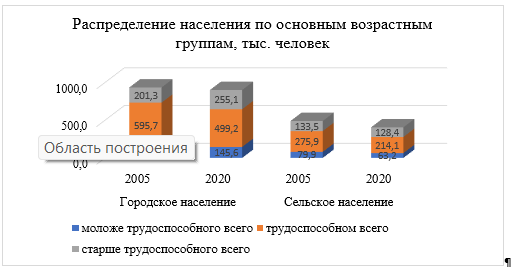 Распределение населения по основным возрастным
группам, тыс. человек
1000,0
500,0
0,0
201,3
595,7
255,1
499,2
145,6
133,5
275,9
79,9
128,4
214,1
63,2
Область построения
2005 2020 2005 2020
Городское население Сельское население
моложе трудоспособного всего трудоспособном всего
старше трудоспособного всего
¶